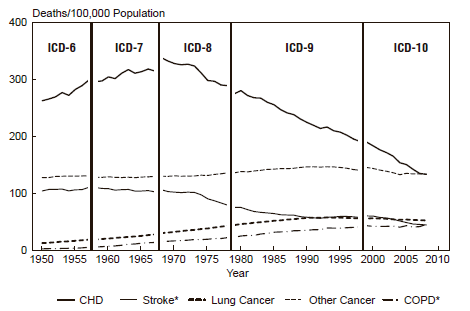 Deaths/100,000 Population
400
300
200
100
0
ICD-6 ICD-7 ICD-8 ICD-9 ICD-10
1950 1955 1960 1965 1970 1975 1980 1985 1990 1995 2000 2005 2010
Year
CHD Stroke* Lung Cancer Other Cancer COPD*